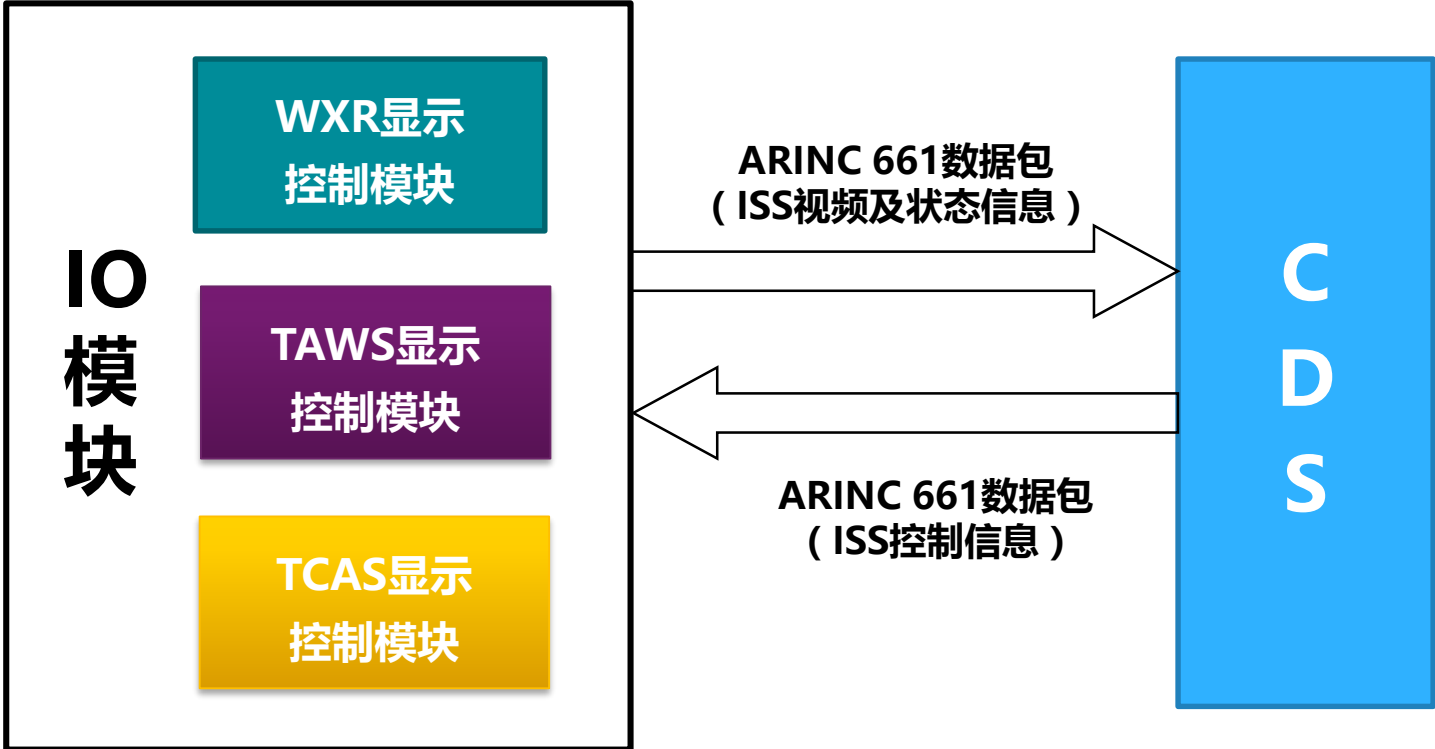 IO
模
块
WXR显示
控制模块
TAWS显示
控制模块
TCAS显示
控制模块
ARINC 661数据包
（ISS视频及状态信息）
ARINC 661数据包
（ISS控制信息）
C
D
S